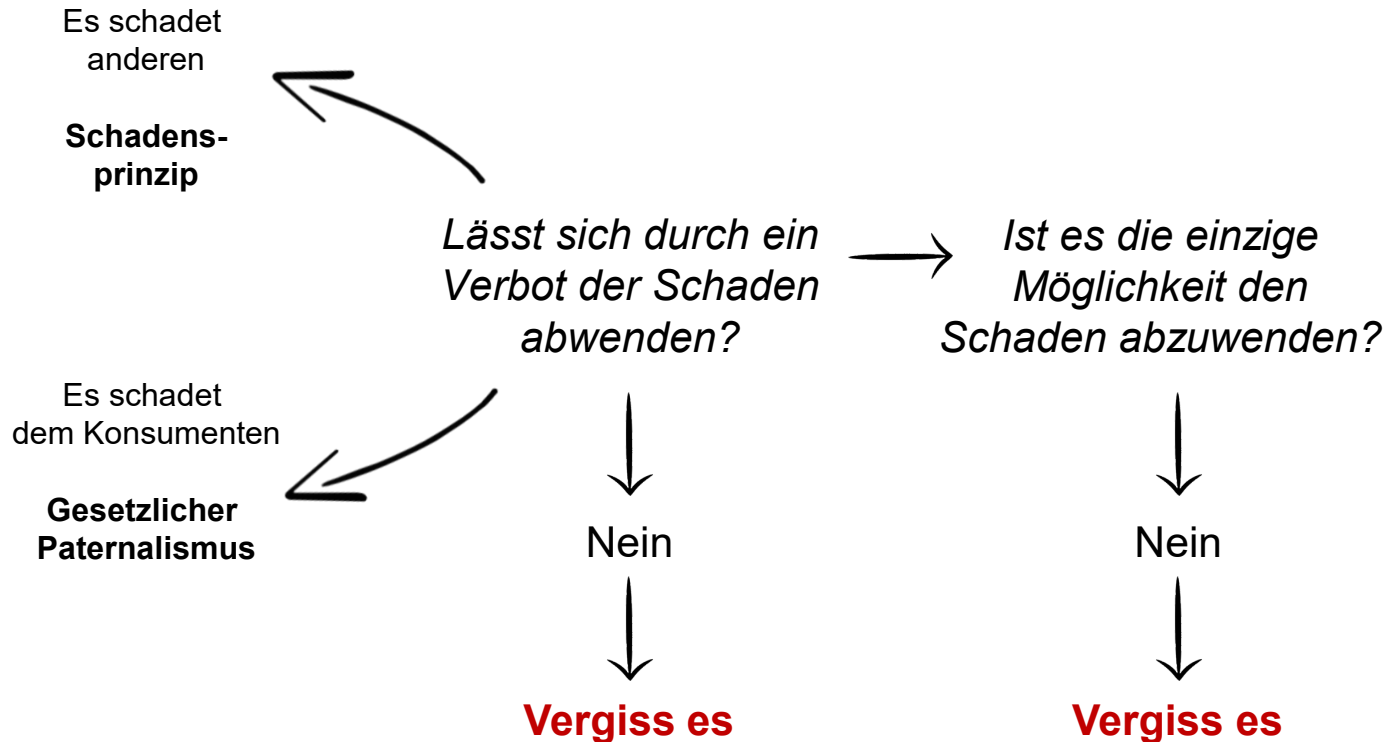 Es schadet
anderen
Schadens-
prinzip
Es schadet
dem Konsumenten
Gesetzlicher
Paternalismus
Lässt sich durch ein
Verbot der Schaden
abwenden?
Nein
Vergiss es
Ist es die einzige
Möglichkeit den
Schaden abzuwenden?
Nein
Vergiss es